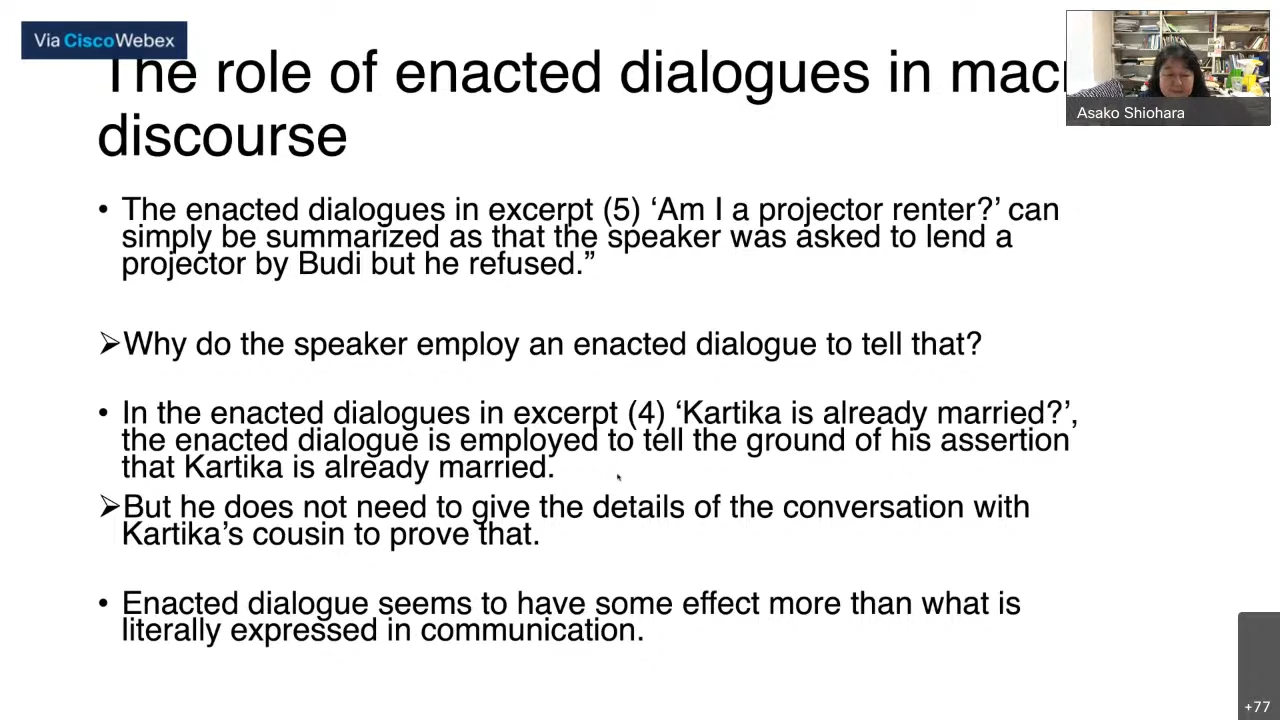 Via Cisco Webex
The role of enacted dialogues in mac
discourse
Asako Shiohara
• The enacted dialogues in excerpt (5) ‘Am I a projector renter?’ can
simply be summarized as that the speaker was asked to lend a
projector by Budi but he refused.”
➢Why do the speaker employ an enacted dialogue to tell that?
• In the enacted dialogues in excerpt (4) ‘Kartika is already married?’,
the enacted dialogue is employed to tell the ground of his assertion
that Kartika is already married.
➢But he does not need to give the details of the conversation with
Kartika’s cousin to prove that.
• Enacted dialogue seems to have some effect more than what is
literally expressed in communication.
+77